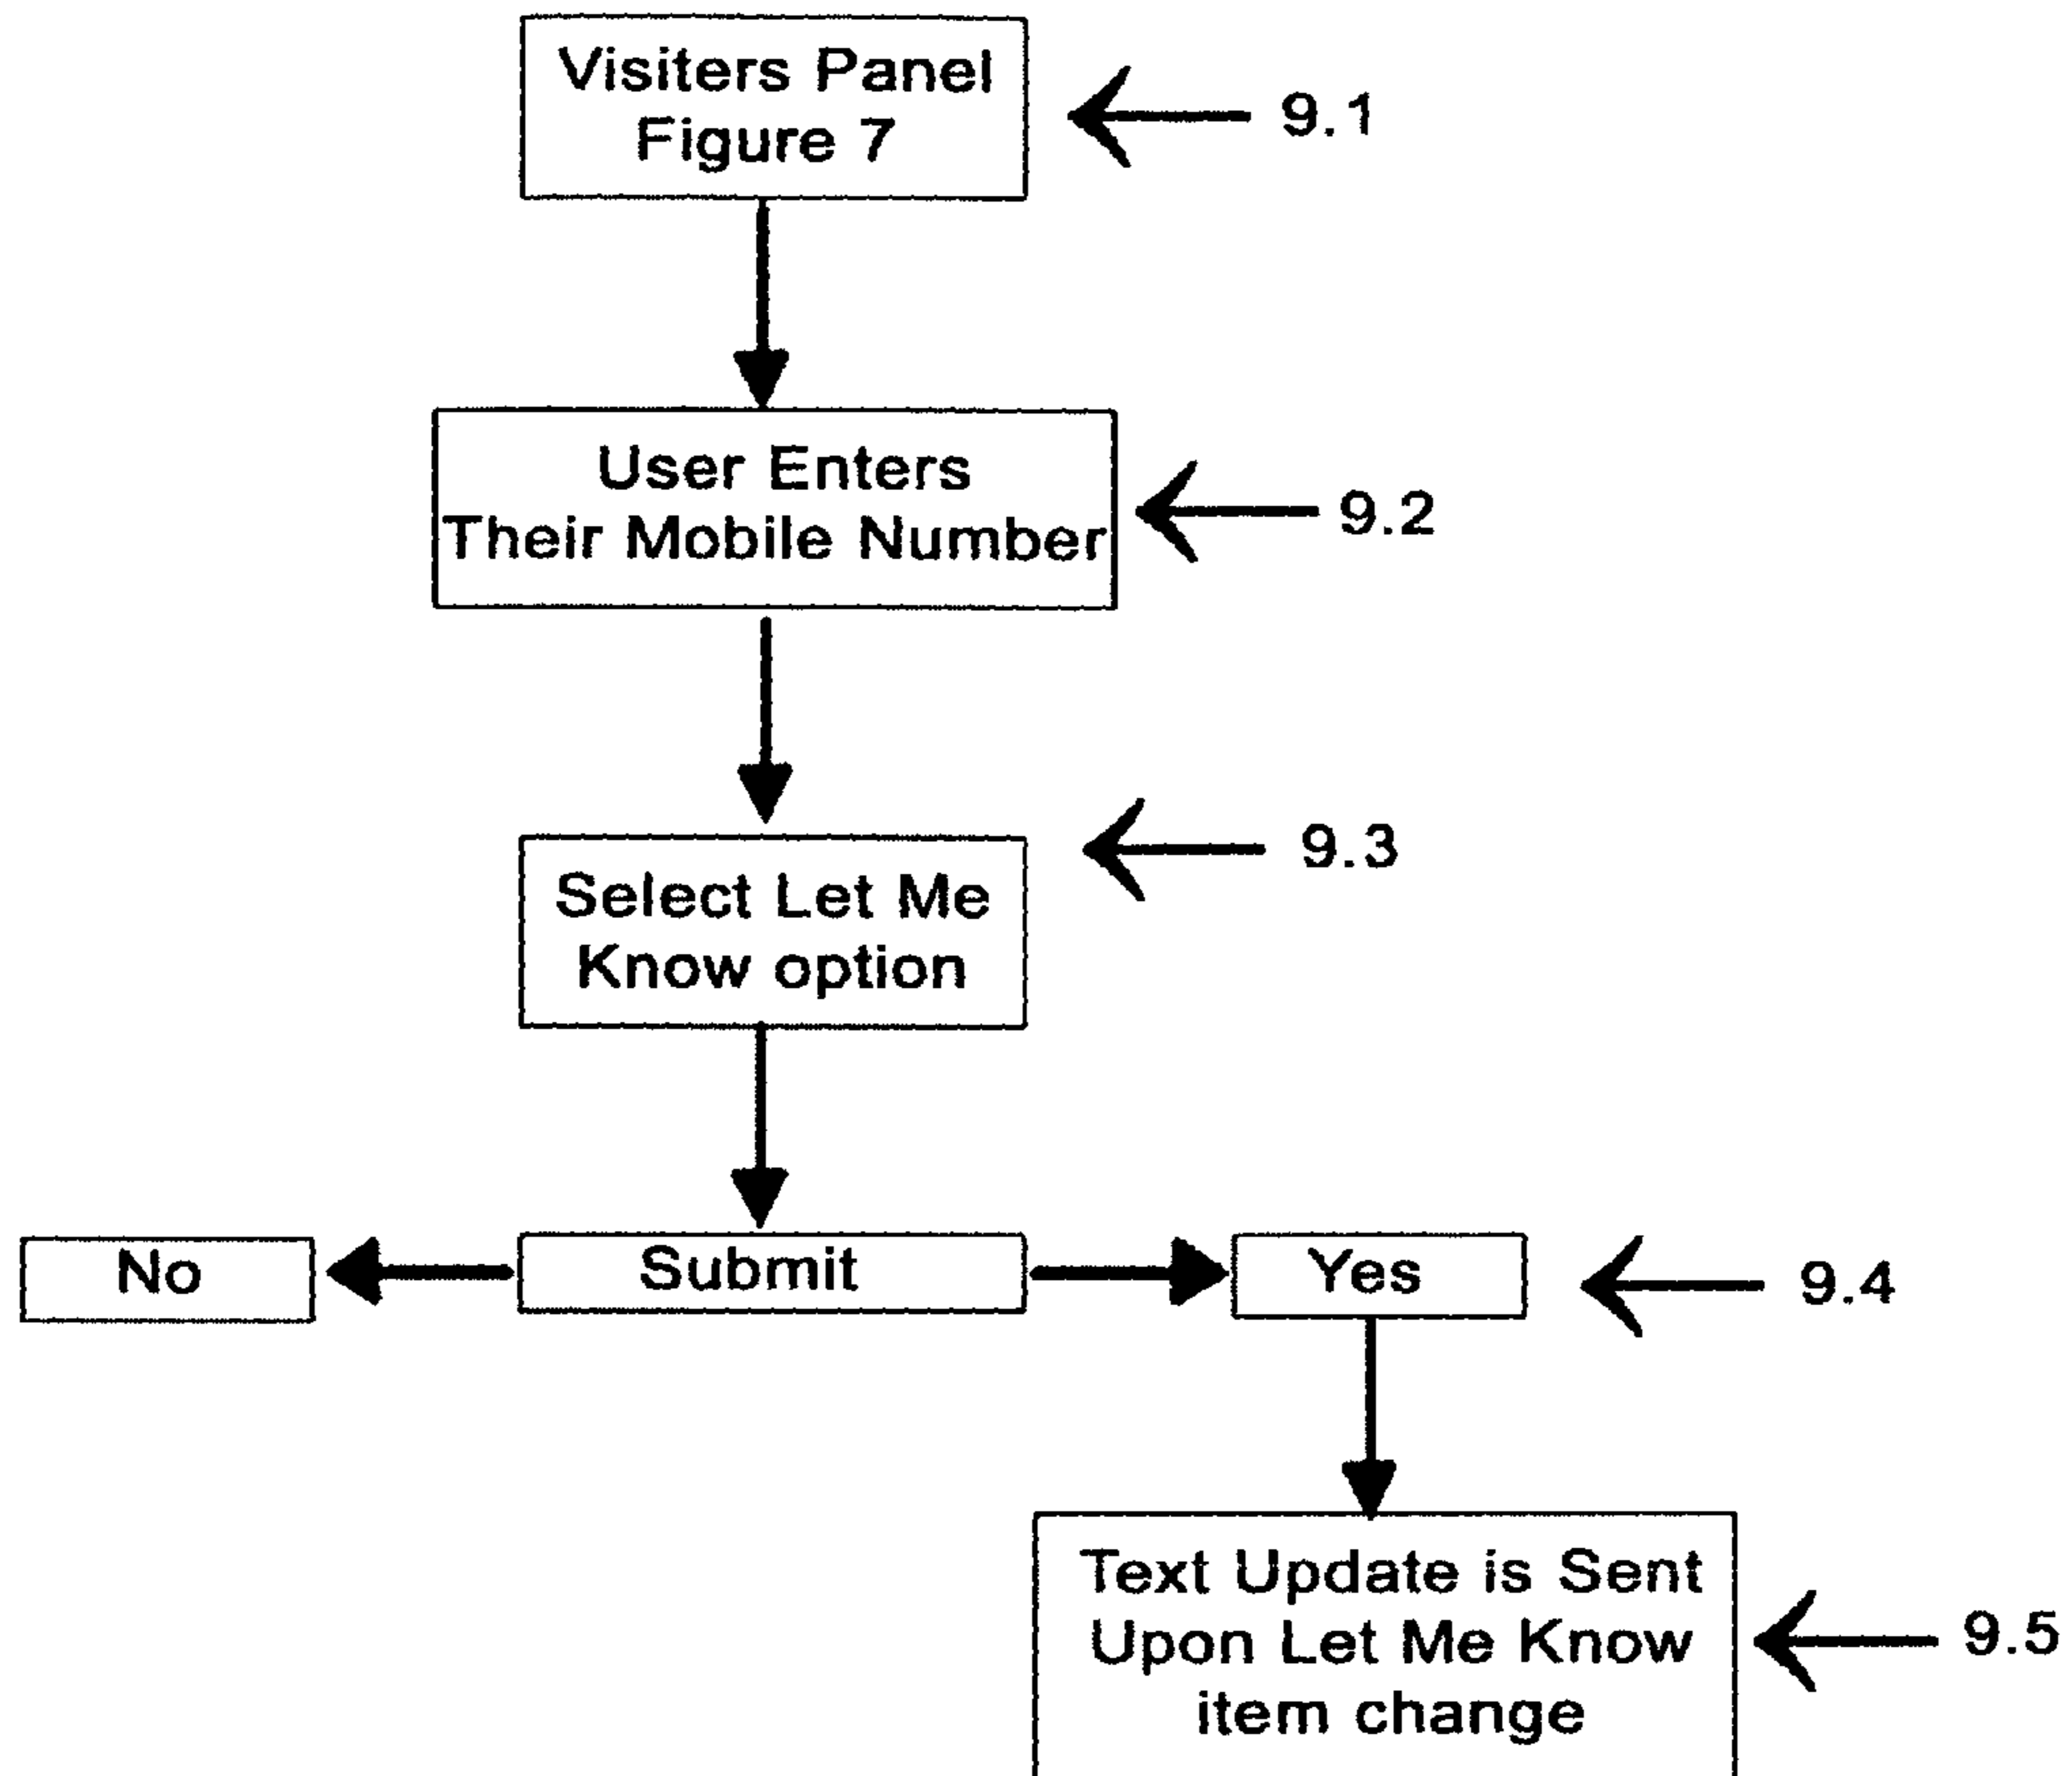 Visiters Panel
Figure 7
9.1
User Enters
Their Mobile Number
9.2
9.3
Select Let Me
Know option
No
Submit
Yes
9.4
Text Update is Sent
Upon Let Me Know
item change
9.5